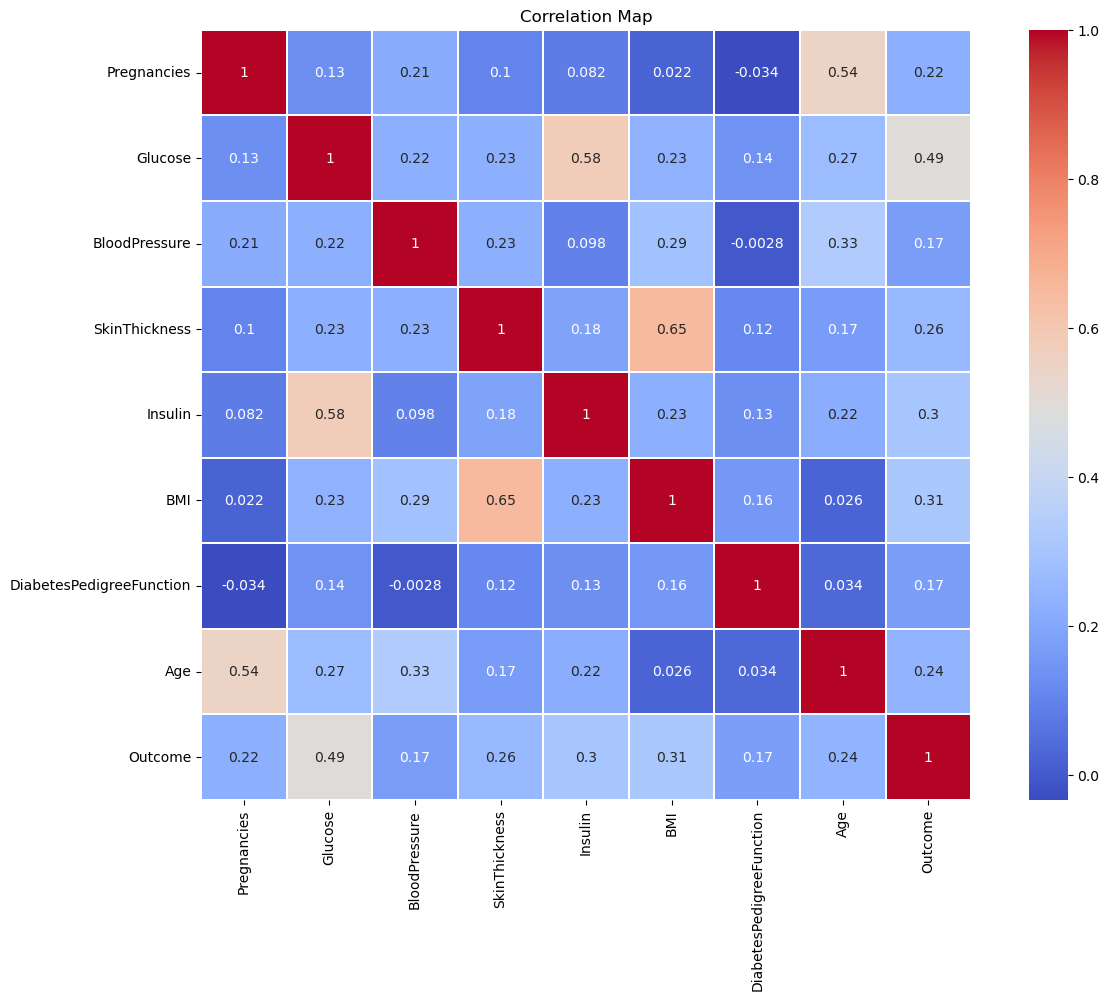 Correlation Map
Pregnancies 1 0.13 0.21 0.1 0.082 0.022 -0.034 0.54 0.22
Glucose 0.13 1 0.22 0.23 0.58 0.23 0.14 0.27 0.49
BloodPressure 0.21 0.22 1 0.23 0.098 0.29 -0.0028 0.33 0.17
SkinThickness 0.1 0.23 0.23 1 0.18 0.65 0.12 0.17 0.26
Insulin 0.082 0.58 0.098 0.18 1 0.23 0.13 0.22 0.3
BMI 0.022 0.23 0.29 0.65 0.23 1 0.16 0.026 0.31
DiabetesPedigreeFunction -0.034 0.14 -0.0028 0.12 0.13 0.16 1 0.034 0.17
Age 0.54 0.27 0.33 0.17 0.22 0.026 0.034 1 0.24
Outcome 0.22 0.49 0.17 0.26 0.3 0.31 0.17 0.24 1
Pregnancies
Glucose
BloodPressure
SkinThickness
Insulin
BMI
DiabetesPedigreeFunction
Age
Outcome
1.0
0.8
0.6
0.4
0.2
0.0